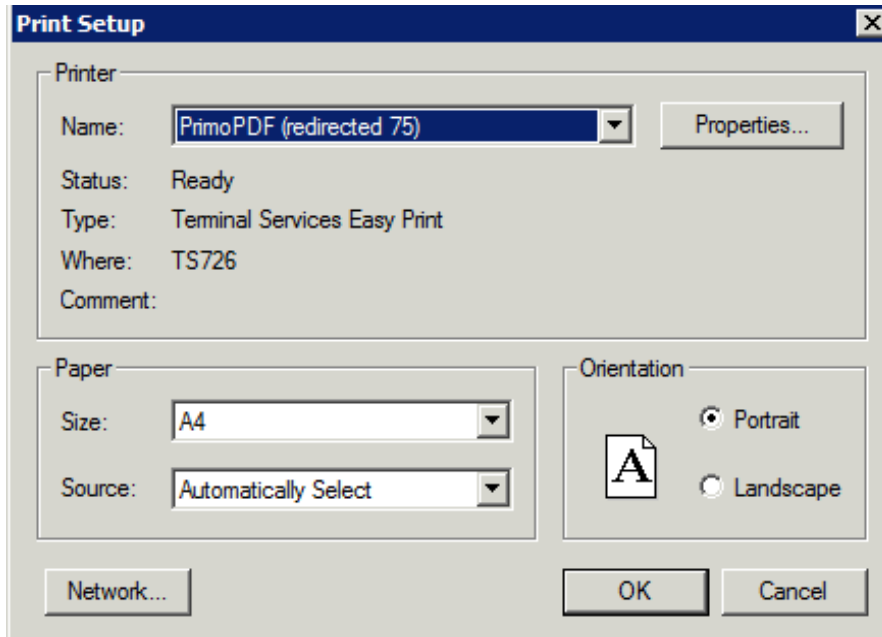 Print Setup
Printer
Name: PrimoPDF (redirected 75) Properties...
Status: Ready
Type: Terminal Services Easy Print
Where: TS726
Comment:
Paper
Size: A4
Source: Automatically Select
Orientation
A
Portrait
Landscape
Network... OK Cancel